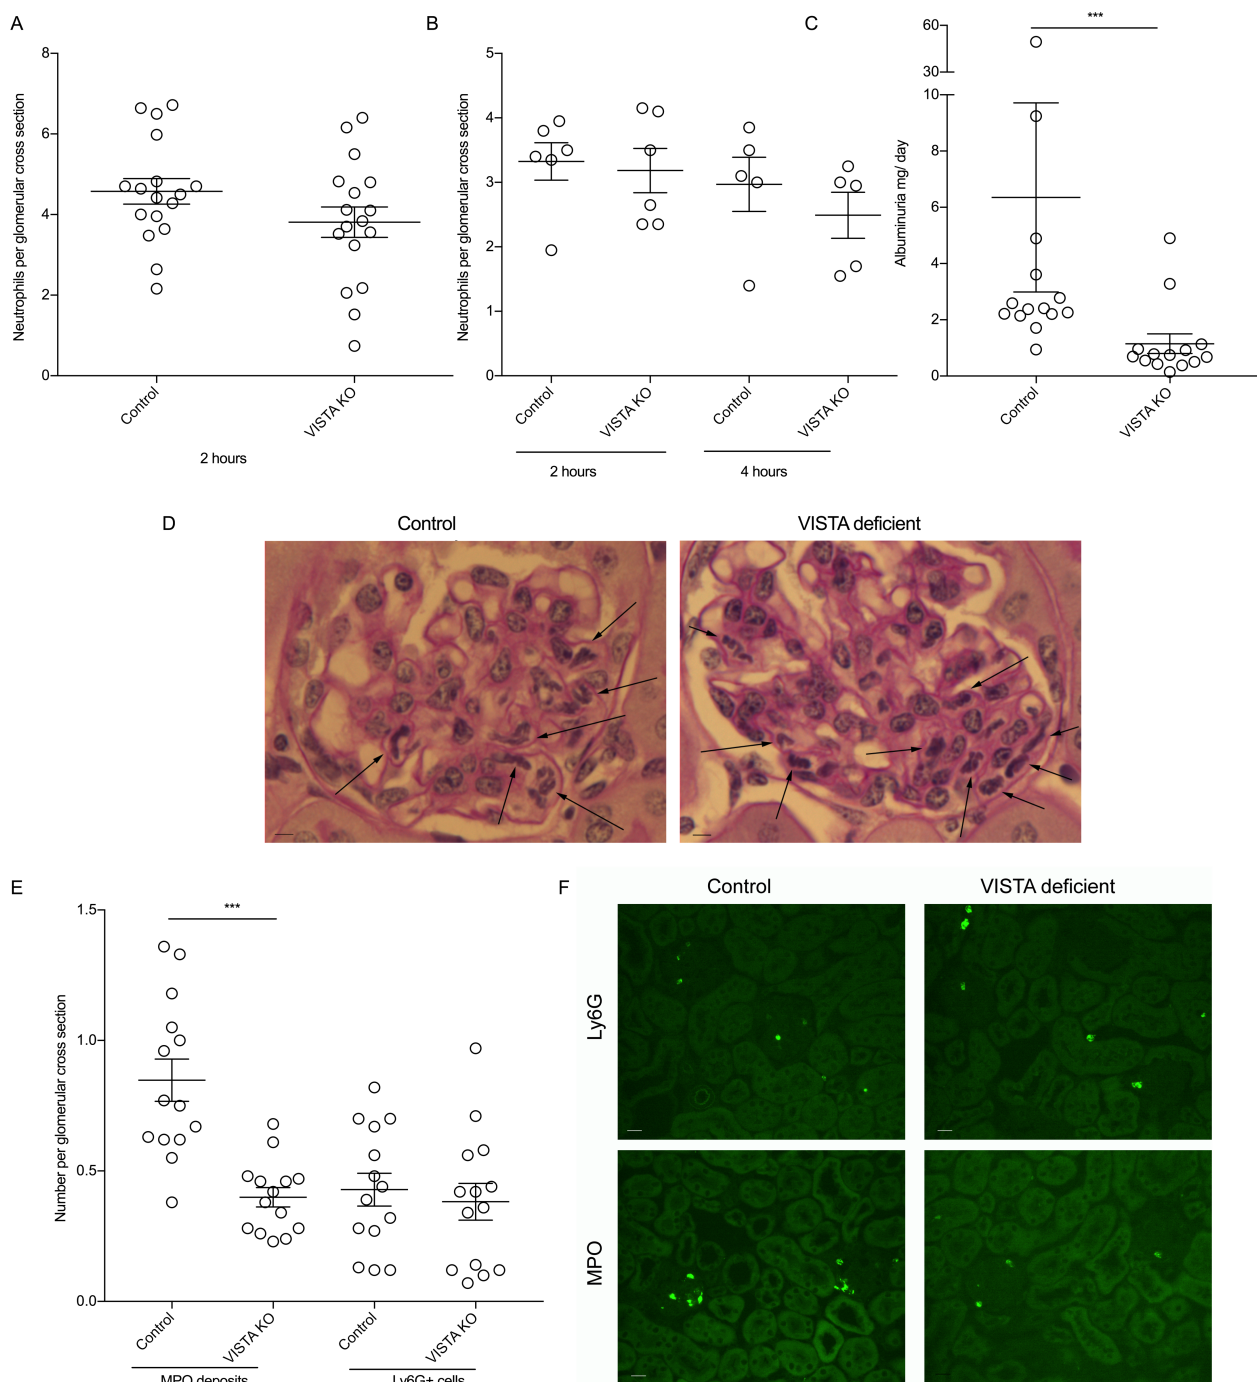 A
B
C
8
6
4
2
0
Neutrophils per glomerular cross section
Control
VISTA KO
2 hours
5
4
3
2
1
0
Neutrophils per glomerular cross section
Control
VISTA KO
Control
VISTA KO
2 hours
4 hours
***
60
30
10
8
6
4
2
0
Albuminuria mg/ day
Control
VISTA KO
D
Control
VISTA deficient
E
***
1.5
1.0
0.5
0.0
Number per glomerular cross section
Control
VISTA KO
Control
VISTA KO
MPO deposits
Ly6G+ cells
F
Control
VISTA deficient
Ly6G
MPO